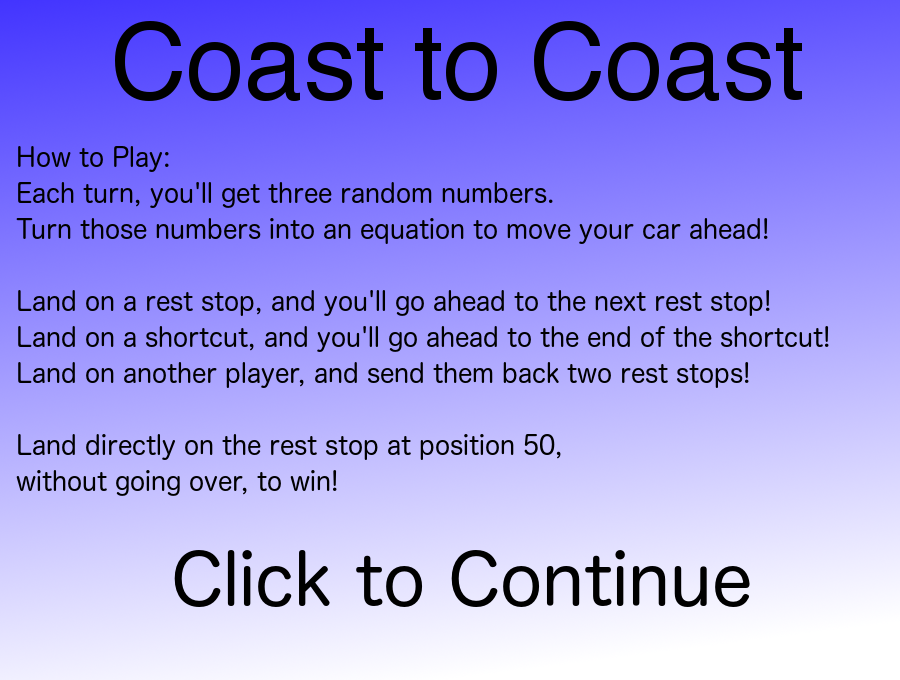 Coast to Coast
How to Play:
Each turn, you'll get three random numbers.
Turn those numbers into an equation to move your car ahead!
Land on a rest stop, and you'll go ahead to the next rest stop!
Land on a shortcut, and you'll go ahead to the end of the shortcut!
Land on another player, and send them back two rest stops!
Land directly on the rest stop at position 50,
without going over, to win!
Click to Continue